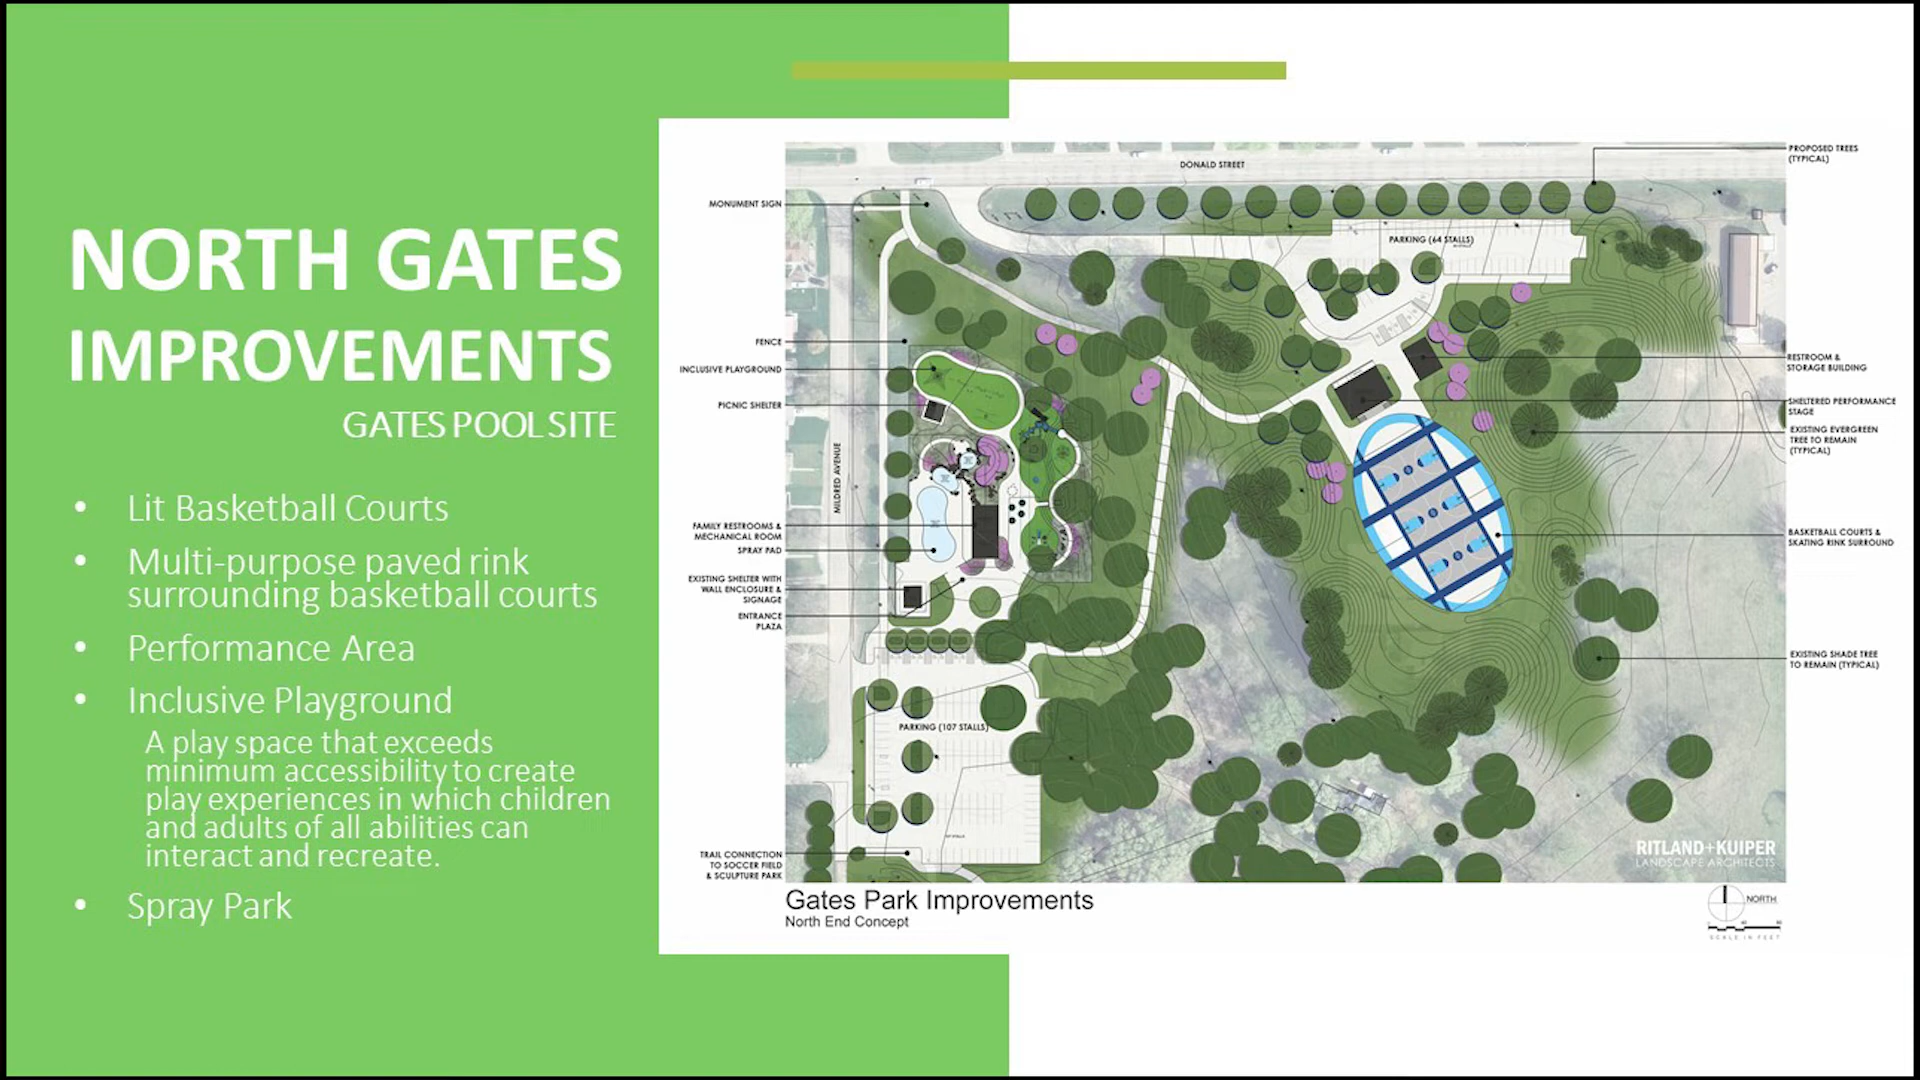 NORTH GATES
IMPROVEMENTS
GATES POOL SITE
• Lit Basketball Courts
• Multi-purpose paved rink
surrounding basketball courts
• Performance Area
• Inclusive Playground
A play space that exceeds
minimum accessibility to create
play experiences in which children
and adults of all abilities can
interact and recreate.
• Spray Park
MONUMENT SIGN
FENCE
INCLUSIVE PLAYGROUND
PICNIC SHELTER
FAMILY RESTROOMS &
MECHANICAL ROOM
SPRAY PAD
EXISTING SHELTER WITH
WALL ENCLOSURE &
SIGNAGE
ENTRANCE
PLAZA
TRAIL CONNECTION
TO SOCCER FIELD
& SCULPTURE PARK
DONALD STREET
MILDRED AVENUE
PARKING (64 STALLS)
PARKING (107 STALLS)
PROPOSED TREES
(TYPICAL)
RESTROOM &
STORAGE BUILDING
SHELTERED PERFORMANCE
STAGE
EXISTING EVERGREEN
TREE TO REMAIN
(TYPICAL)
BASKETBALL COURTS &
SKATING RINK SURROUND
EXISTING SHADE TREE
TO REMAIN (TYPICAL)
RITLAND+KUIPER
LANDSCAPE ARCHITECTS
Gates Park Improvements
North End Concept
NORTH
SCALE IN FEET